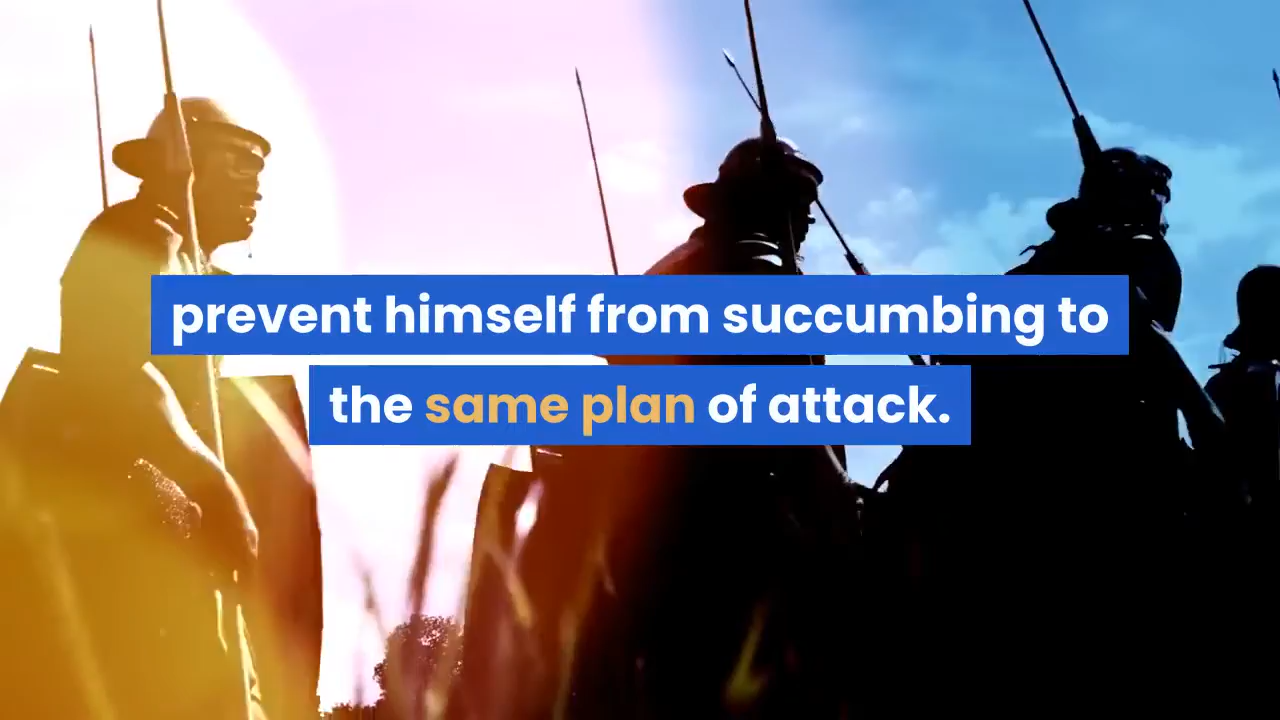 prevent himself from succumbing to
the same plan of attack.